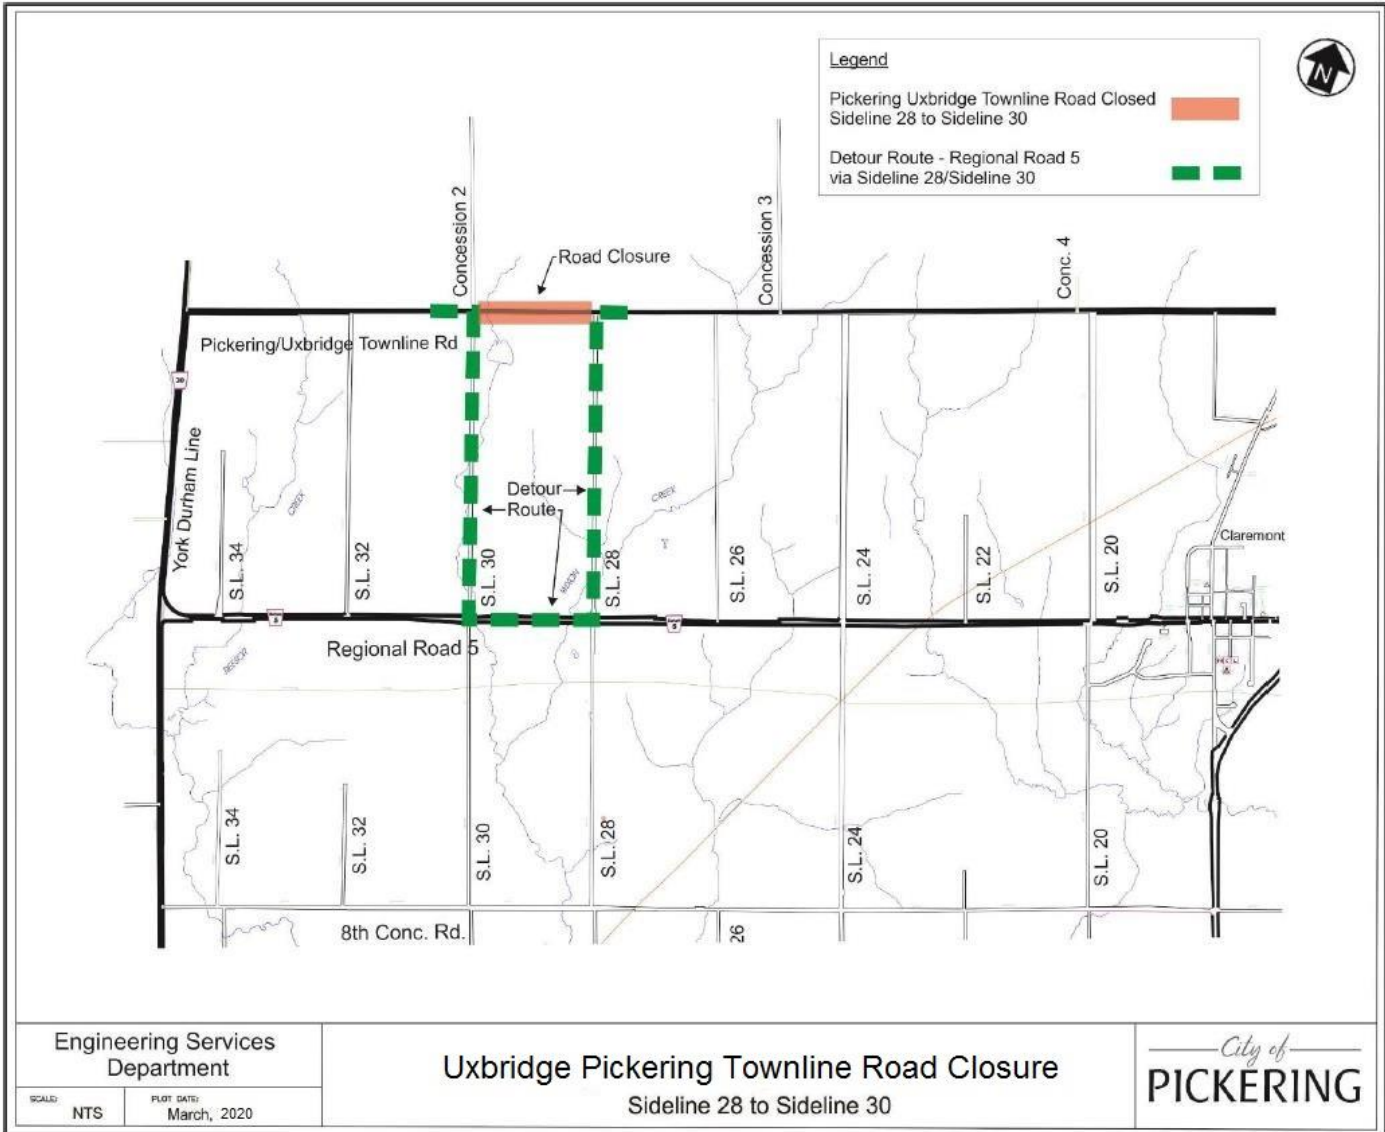 Legend
Pickering Uxbridge Townline Road Closed
Sideline 28 to Sideline 30
Detour Route - Regional Road 5
via Sideline 28/Sideline 30
N
Concession 2
Concession 3
Conc. 4
Road Closure
Pickering/Uxbridge Townline Rd
York Durham Line
30
CREEK
Detour
Route
CREEK
Claremont
S.L. 34
S.L. 32
S.L. 30
S.L. 28
S.L. 26
S.L. 24
S.L. 22
S.L. 20
5
5
Regional Road 5
S.L. 34
S.L. 32
S.L. 30
S.L. 28
S.L. 24
S.L. 20
8th Conc. Rd.
26
Engineering Services
Department
SCALE:
NTS
PLOT DATE:
March, 2020
Uxbridge Pickering Townline Road Closure
Sideline 28 to Sideline 30
City of
PICKERING